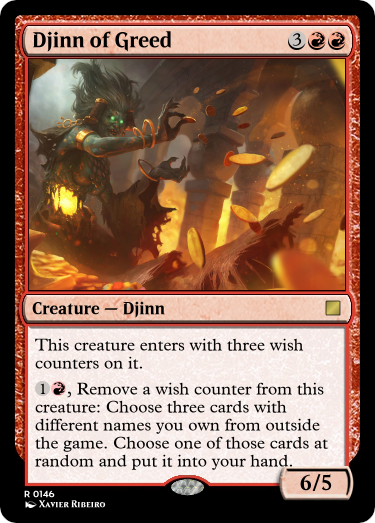 Djinn of Greed 3
Creature — Djinn
This creature enters with three wish
counters on it.
1, Remove a wish counter from this
creature: Choose three cards with
different names you own from outside
the game. Choose one of those cards at
random and put it into your hand.
6/5
R 0146
Xavier Ribeiro